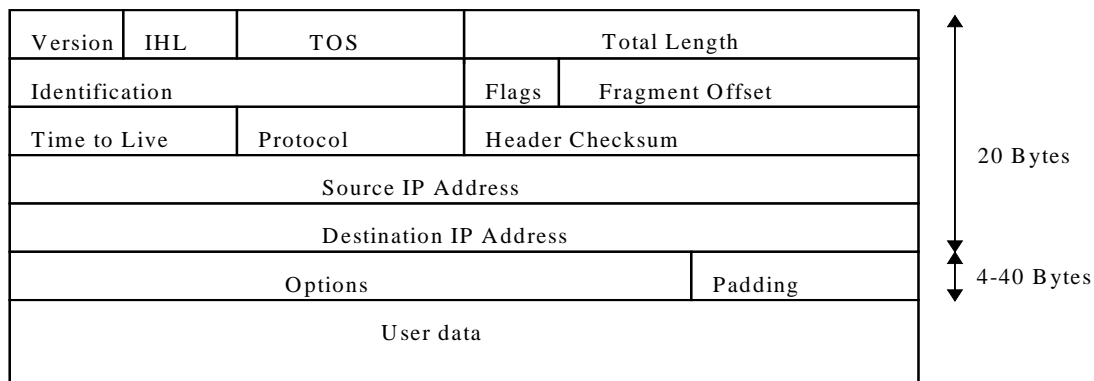 Version IHL TOS Total Length
Identification Flags Fragment Offset
Time to Live Protocol Header Checksum
20 Bytes
Source IP Address
Destination IP Address
Options Padding 4-40 Bytes
User data